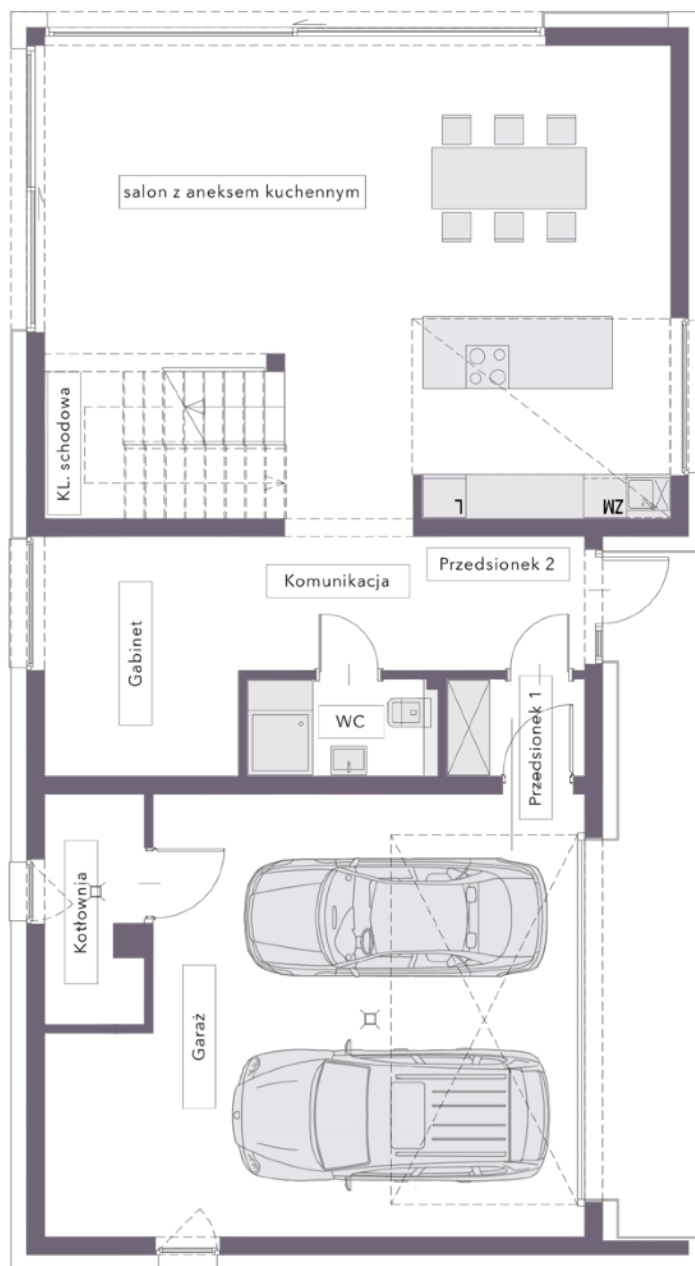 salon z aneksem kuchennym
KL. schodowa
L
ZM
Przedsionek 2
Komunikacja
Gabinet
WC
Przedsionek 1
Kotłownia
Garaż